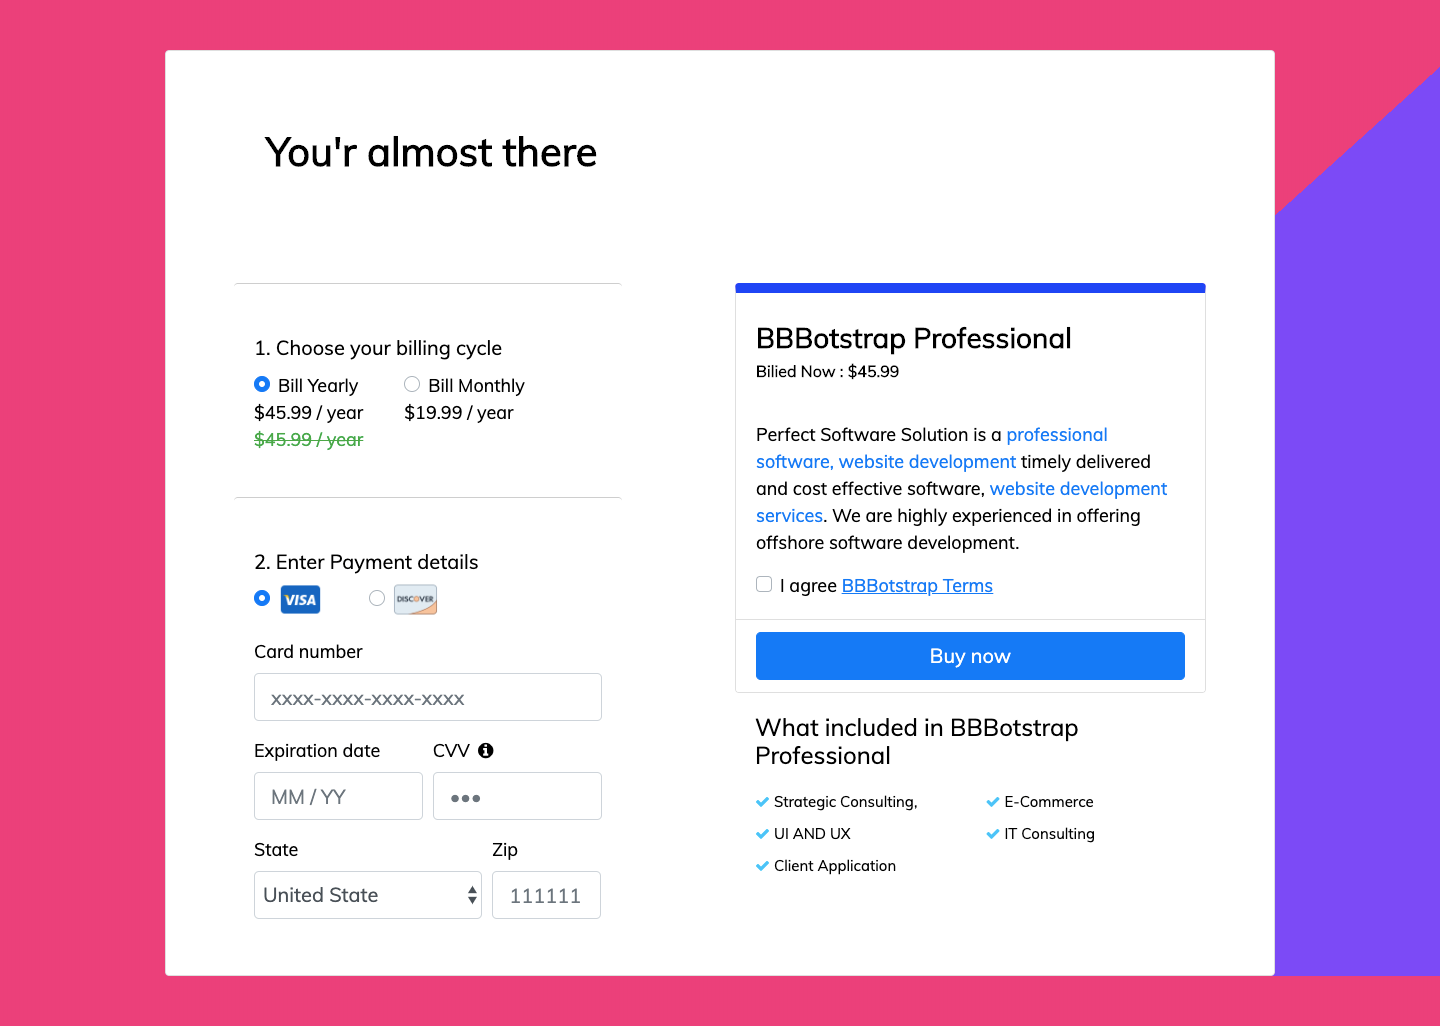 You'r almost there
1. Choose your billing cycle
Bill Yearly
$45.99 / year
$45.99 / year
Bill Monthly
$19.99 / year
2. Enter Payment details
VISA
DISCOVER
Card number
xxxx-xxxx-xxxx-xxxx
Expiration date
MM / YY
CVV
State
United State
Zip
111111
BBBotstrap Professional
Bilied Now : $45.99
Perfect Software Solution is a professional
software, website development timely delivered
and cost effective software, website development
services. We are highly experienced in offering
offshore software development.
I agree BBBotstrap Terms
Buy now
What included in BBBotstrap
Professional
Strategic Consulting,
UI AND UX
Client Application
E-Commerce
IT Consulting